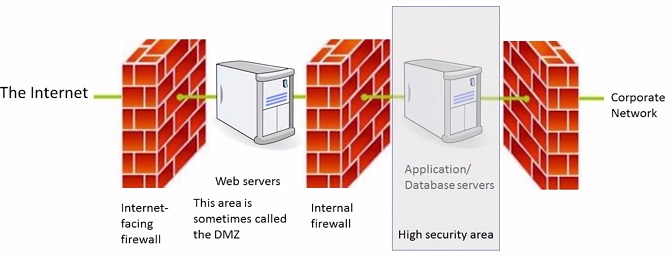 The Internet
Corporate
Network
Web servers
Application/
Database servers
Internet-
facing
firewall
This area is
sometimes called
the DMZ
Internal
firewall
High security area